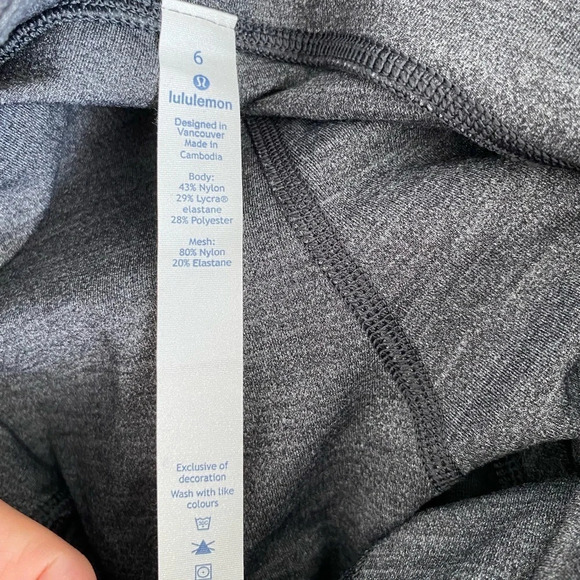 6
lululemon
Designed in
Vancouver
Made in
Cambodia
Body:
43% Nylon
29% Lycra®
elastane
28% Polyester
Mesh:
80% Nylon
20% Elastane
Exclusive of
decoration
Wash with like
colours